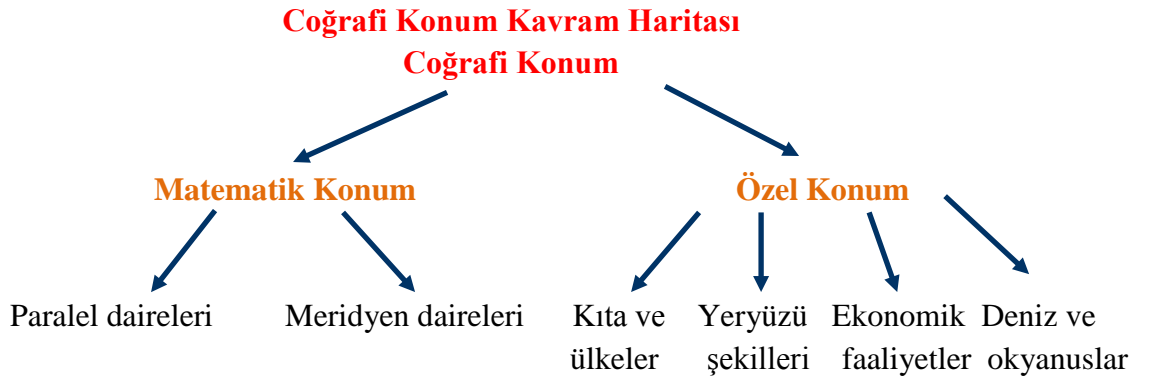 Coğrafi Konum Kavram Haritası
Coğrafi Konum
Matematik Konum
Özel Konum
Paralel daireleri
Meridyen daireleri
Kıta ve
ülkeler
Yeryüzü
şekilleri
Ekonomik
faaliyetler
Deniz ve
okyanuslar